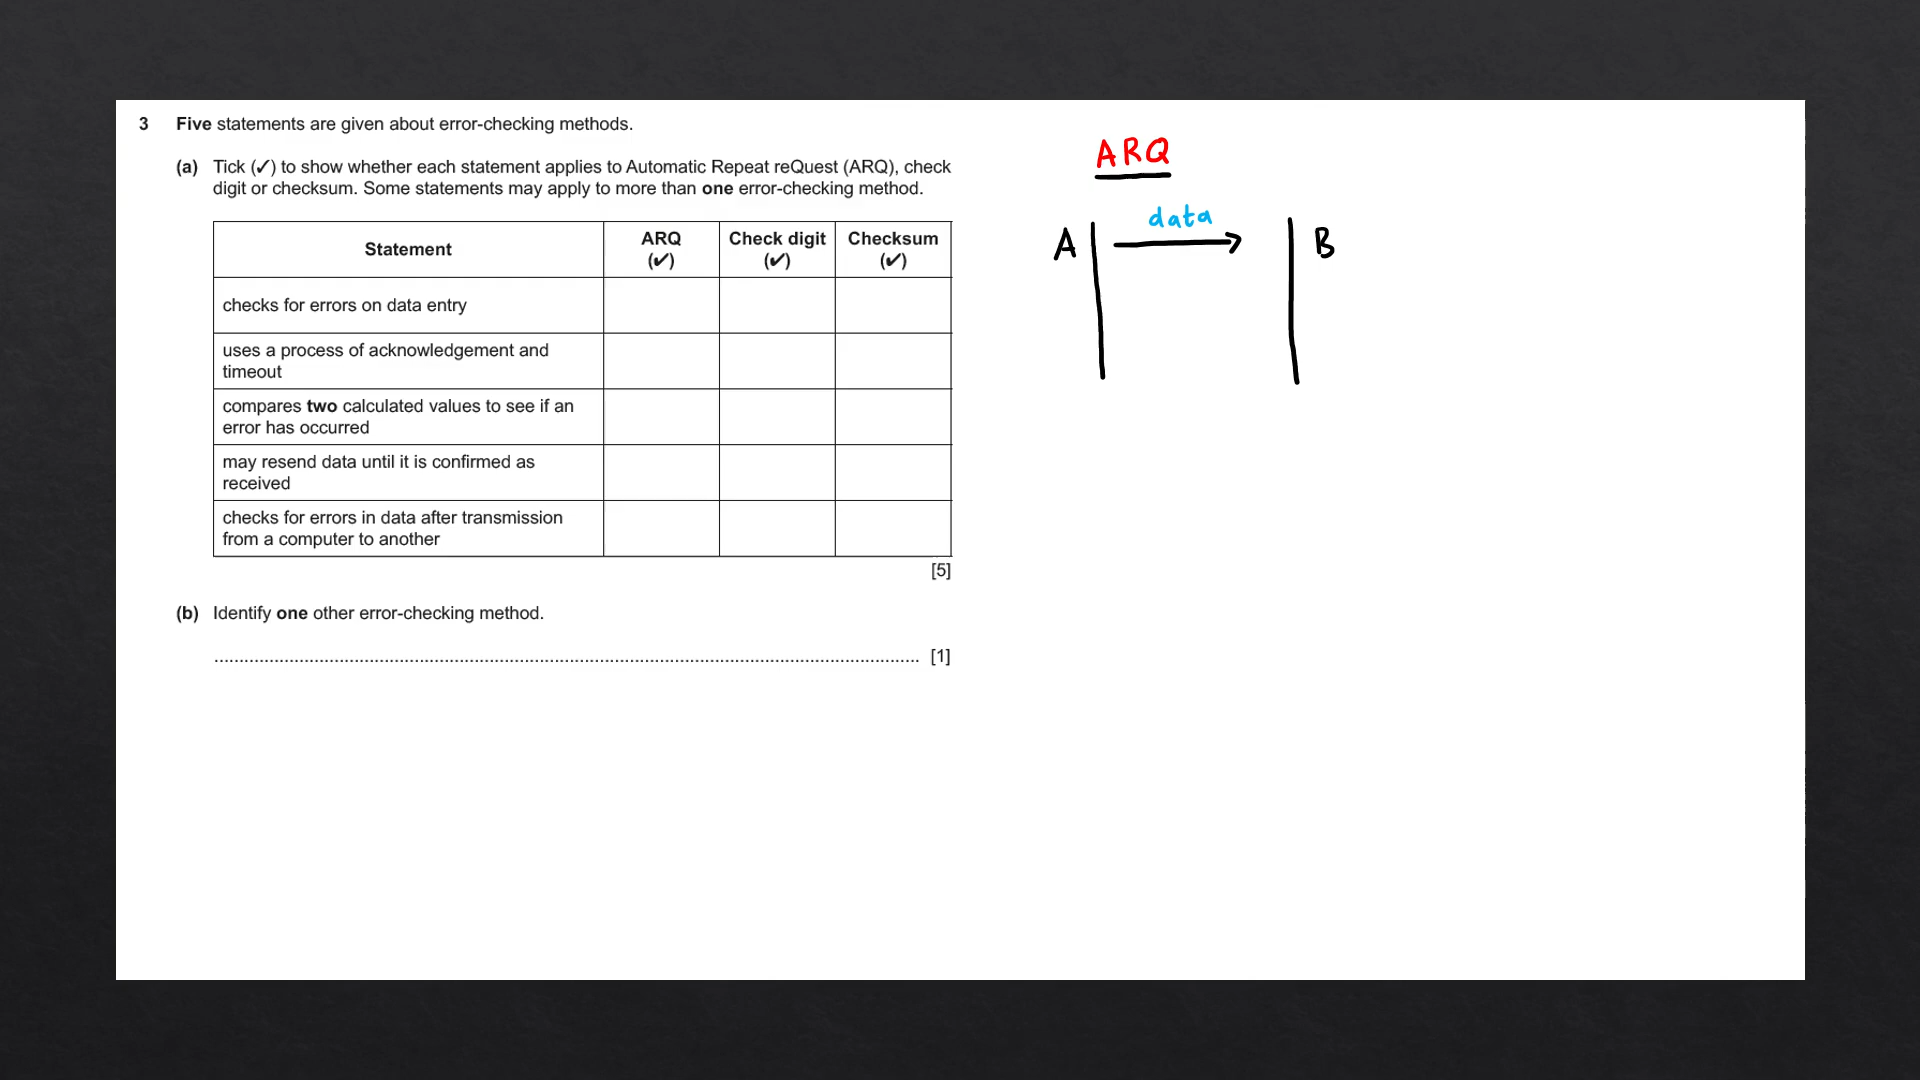 3 Five statements are given about error-checking methods.
(a) Tick (✓) to show whether each statement applies to Automatic Repeat reQuest (ARQ), check
digit or checksum. Some statements may apply to more than one error-checking method.
Statement ARQ (✓) Check digit (✓) Checksum (✓)
checks for errors on data entry
uses a process of acknowledgement and
timeout
compares two calculated values to see if an
error has occurred
may resend data until it is confirmed as
received
checks for errors in data after transmission
from a computer to another
[5]
(b) Identify one other error-checking method.
[1]
ARQ
data
A
B